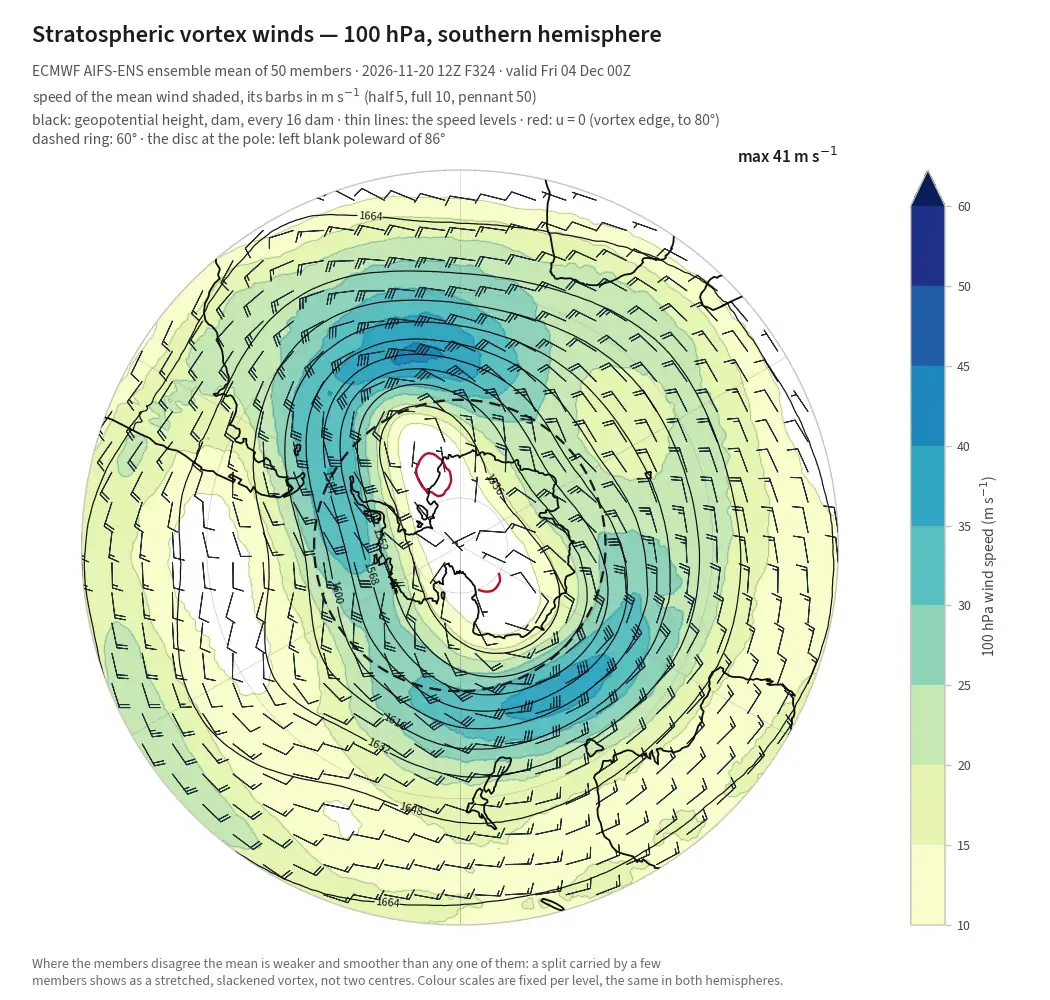 Stratospheric vortex winds — 100 hPa, southern hemisphere
ECMWF AIFS-ENS ensemble mean of 50 members · 2026-11-20 12Z F324 · valid Fri 04 Dec 00Z
speed of the mean wind shaded, its barbs in m s⁻¹ (half 5, full 10, pennant 50)
black: geopotential height, dam, every 16 dam · thin lines: the speed levels · red: u = 0 (vortex edge, to 80°)
dashed ring: 60° · the disc at the pole: left blank poleward of 86°
max 41 m s⁻¹
1664
1568
1600
1616
1632
1648
1664
60
50
45
40
35
30
25
20
15
10
100 hPa wind speed (m s⁻¹)
Where the members disagree the mean is weaker and smoother than any one of them: a split carried by a few
members shows as a stretched, slackened vortex, not two centres. Colour scales are fixed per level, the same in both hemispheres.